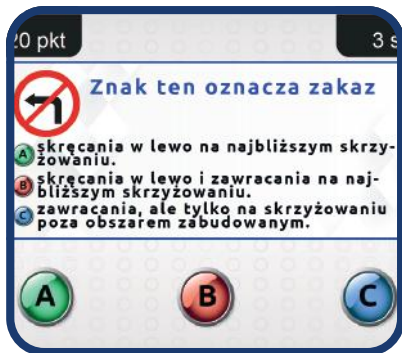 20 pkt
3 s
Znak ten oznacza zakaz
A skręcania w lewo na najbliższym skrzy-
żowaniu.
B skręcania w lewo i zawracania na naj-
bliższym skrzyżowaniu.
C zawracania, ale tylko na skrzyżowaniu
poza obszarem zabudowanym.
A
B
C